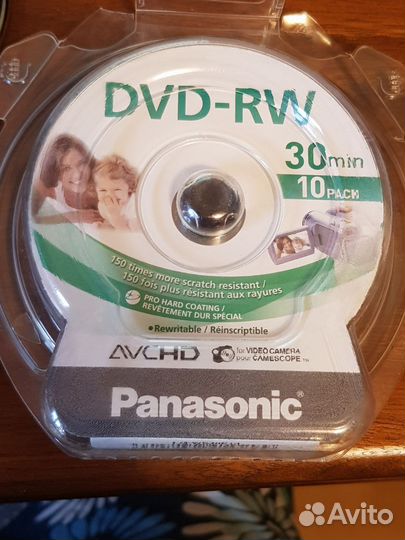 DVD-RW
30min
10 PACK
150 times more scratch resistant /
150 fois plus résistant aux rayures
PRO HARD COATING /
REVÊTEMENT DUR SPÉCIAL
• Rewritable / Réinscriptible
AVCHD
for VIDEO CAMERA
pour CAMESCOPE™
Panasonic®
Avito